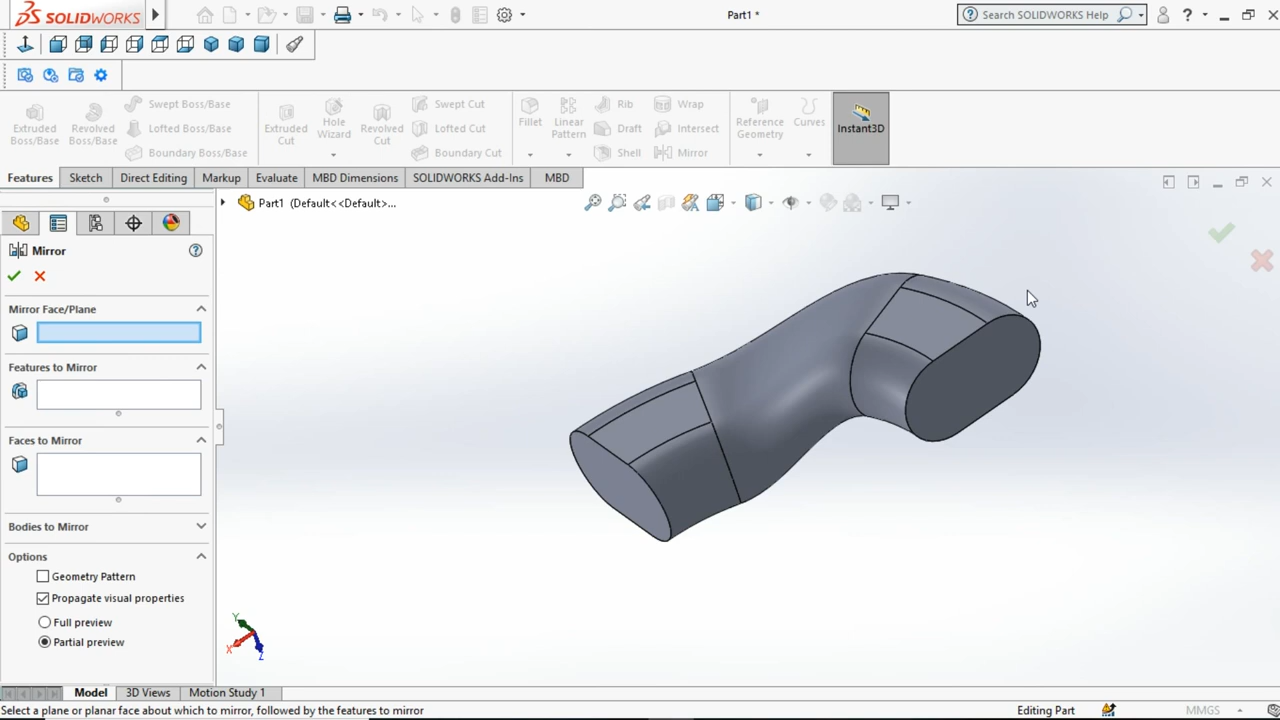 SOLIDWORKS
Part1 *
Search SOLIDWORKS Help
?
Extruded Boss/Base
Revolved Boss/Base
Swept Boss/Base
Lofted Boss/Base
Boundary Boss/Base
Extruded Cut
Hole Wizard
Revolved Cut
Swept Cut
Lofted Cut
Boundary Cut
Fillet
Linear Pattern
Rib
Draft
Shell
Wrap
Intersect
Mirror
Reference Geometry
Curves
Instant3D
Features
Sketch
Direct Editing
Markup
Evaluate
MBD Dimensions
SOLIDWORKS Add-Ins
MBD
Part1 (Default<<Default>...
Mirror
?
Mirror Face/Plane
Features to Mirror
Faces to Mirror
Bodies to Mirror
Options
Geometry Pattern
Propagate visual properties
Full preview
Partial preview
Y
X
Z
Model
3D Views
Motion Study 1
Select a plane or planar face about which to mirror, followed by the features to mirror
Editing Part
MMGS